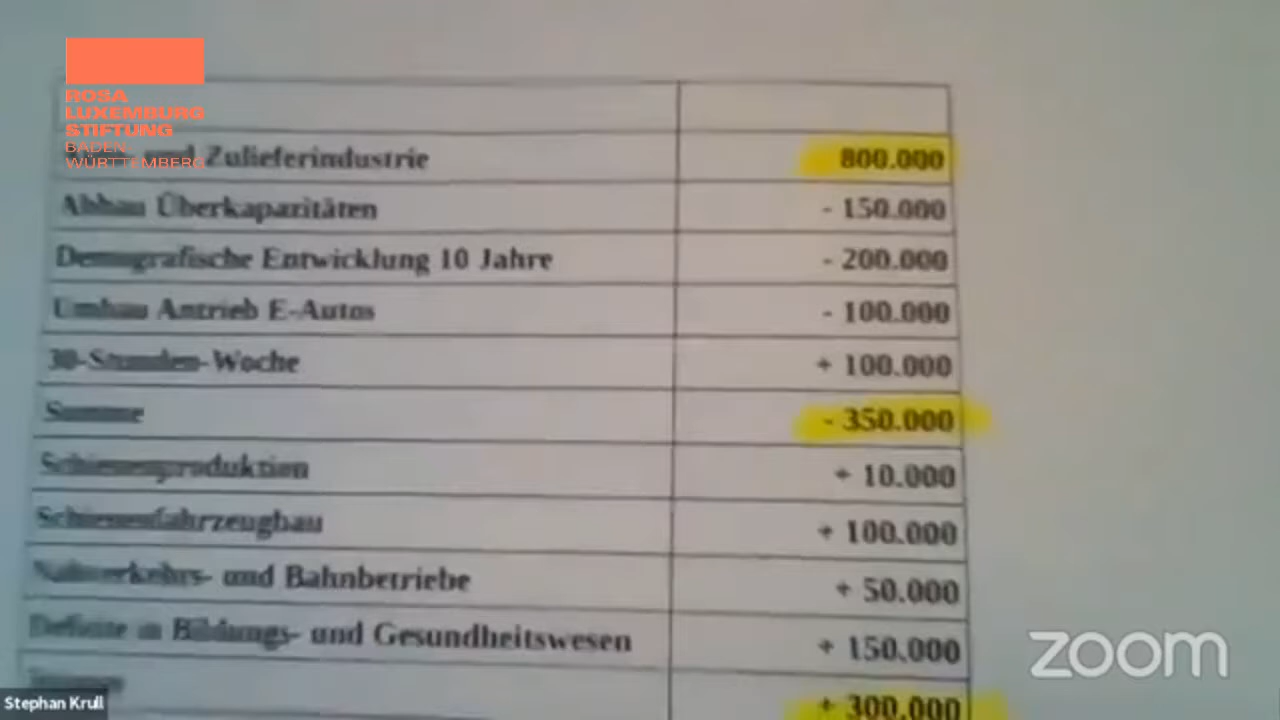 ROSA
LUXEMBURG
STIFTUNG
BADEN-
WÜRTTEMBERG
und Zulieferindustrie 800.000
Abbau Überkapazitäten - 150.000
Demografische Entwicklung 10 Jahre - 200.000
Umbau Antrieb E-Autos - 100.000
30-Stunden-Woche + 100.000
Summe - 350.000
Schienenproduktion + 10.000
Schienenfahrzeugbau + 100.000
Nahverkehrs- und Bahnbetriebe + 50.000
Defizite in Bildungs- und Gesundheitswesen + 150.000
+ 300.000
Stephan Krull
zoom